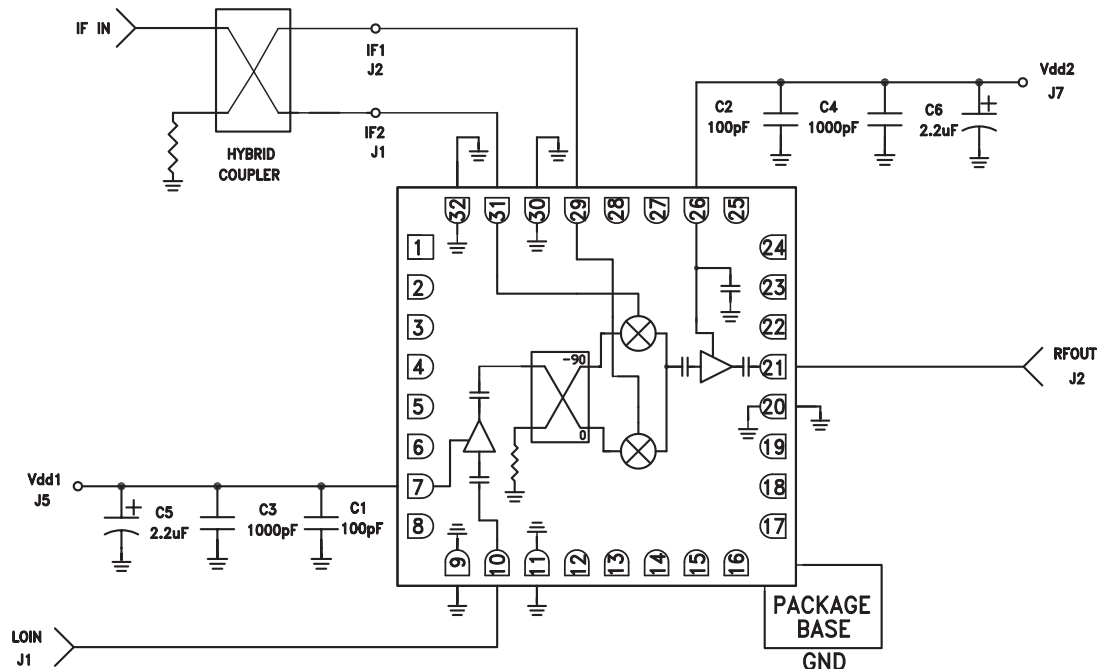 IF IN
IF1
J2
IF2
J1
HYBRID
COUPLER
Vdd2
J7
C2
100pF
C4
1000pF
C6
2.2uF
+
32
31
30
29
28
27
26
25
1
2
3
4
5
6
7
8
24
23
22
21
20
19
18
17
-90
0
RFOUT
J2
Vdd1
J5
+
C5
2.2uF
C3
1000pF
C1
100pF
9
10
11
12
13
14
15
16
LOIN
J1
PACKAGE
BASE
GND